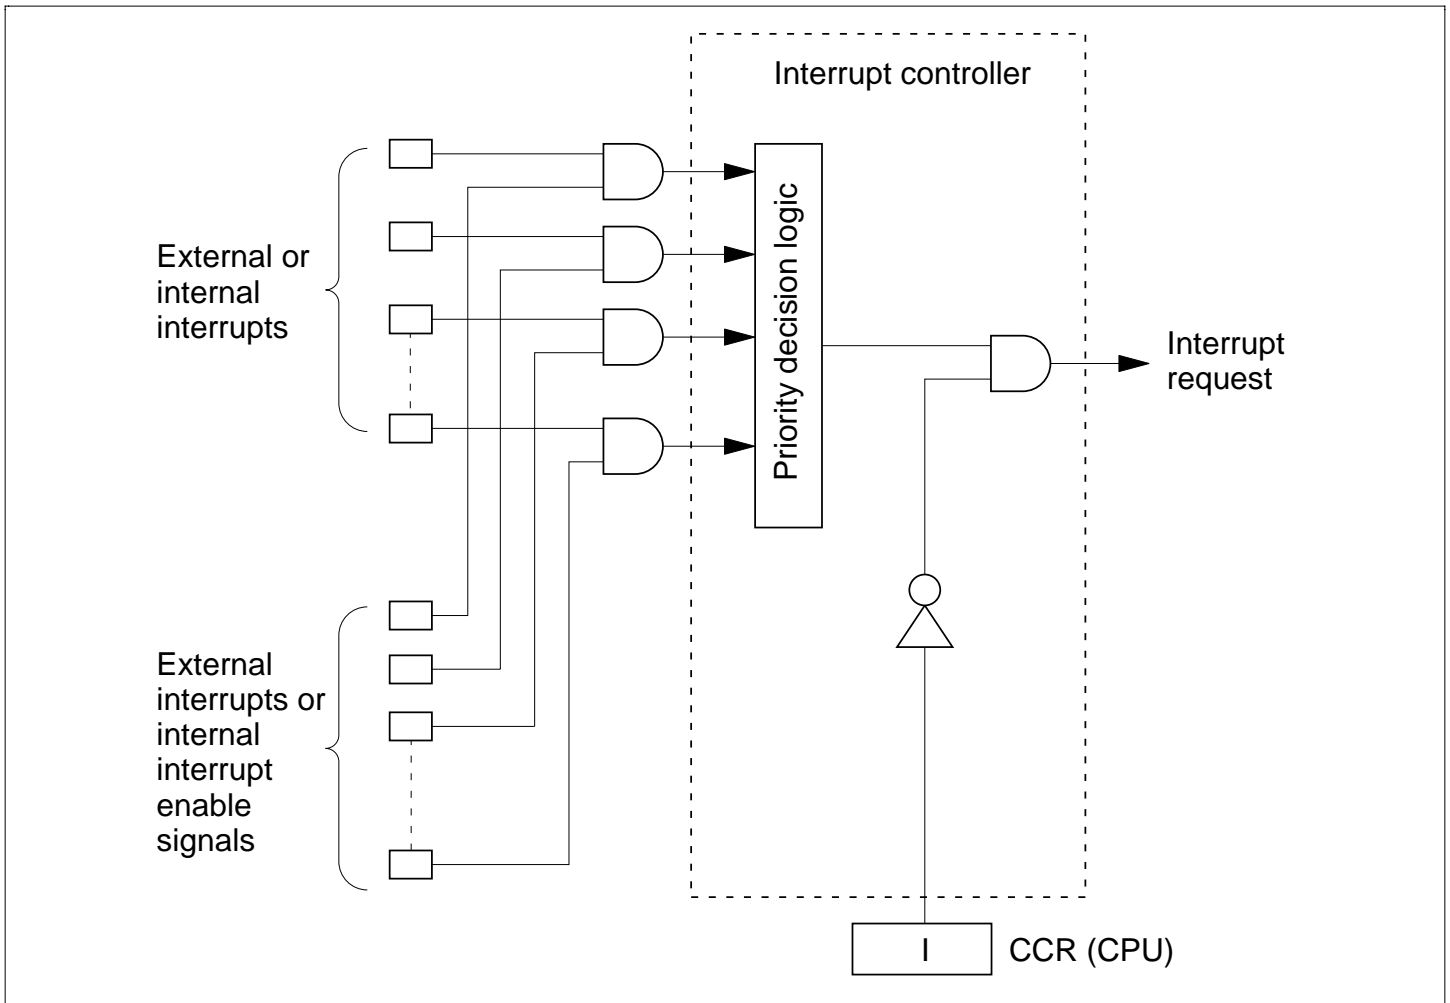 Interrupt controller
External or
internal
interrupts
Priority decision logic
Interrupt
request
External
interrupts or
internal
interrupt
enable
signals
I
CCR (CPU)